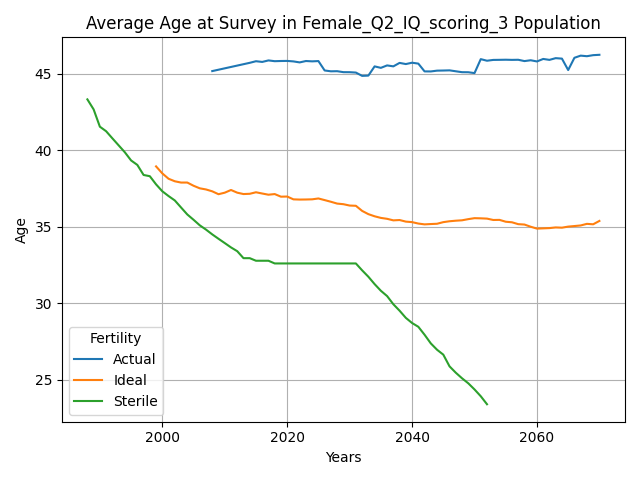 Average Age at Survey in Female_Q2_IQ_scoring_3 Population
Age
45
40
35
30
25
Fertility
Actual
Ideal
Sterile
2000
2020
2040
2060
Years